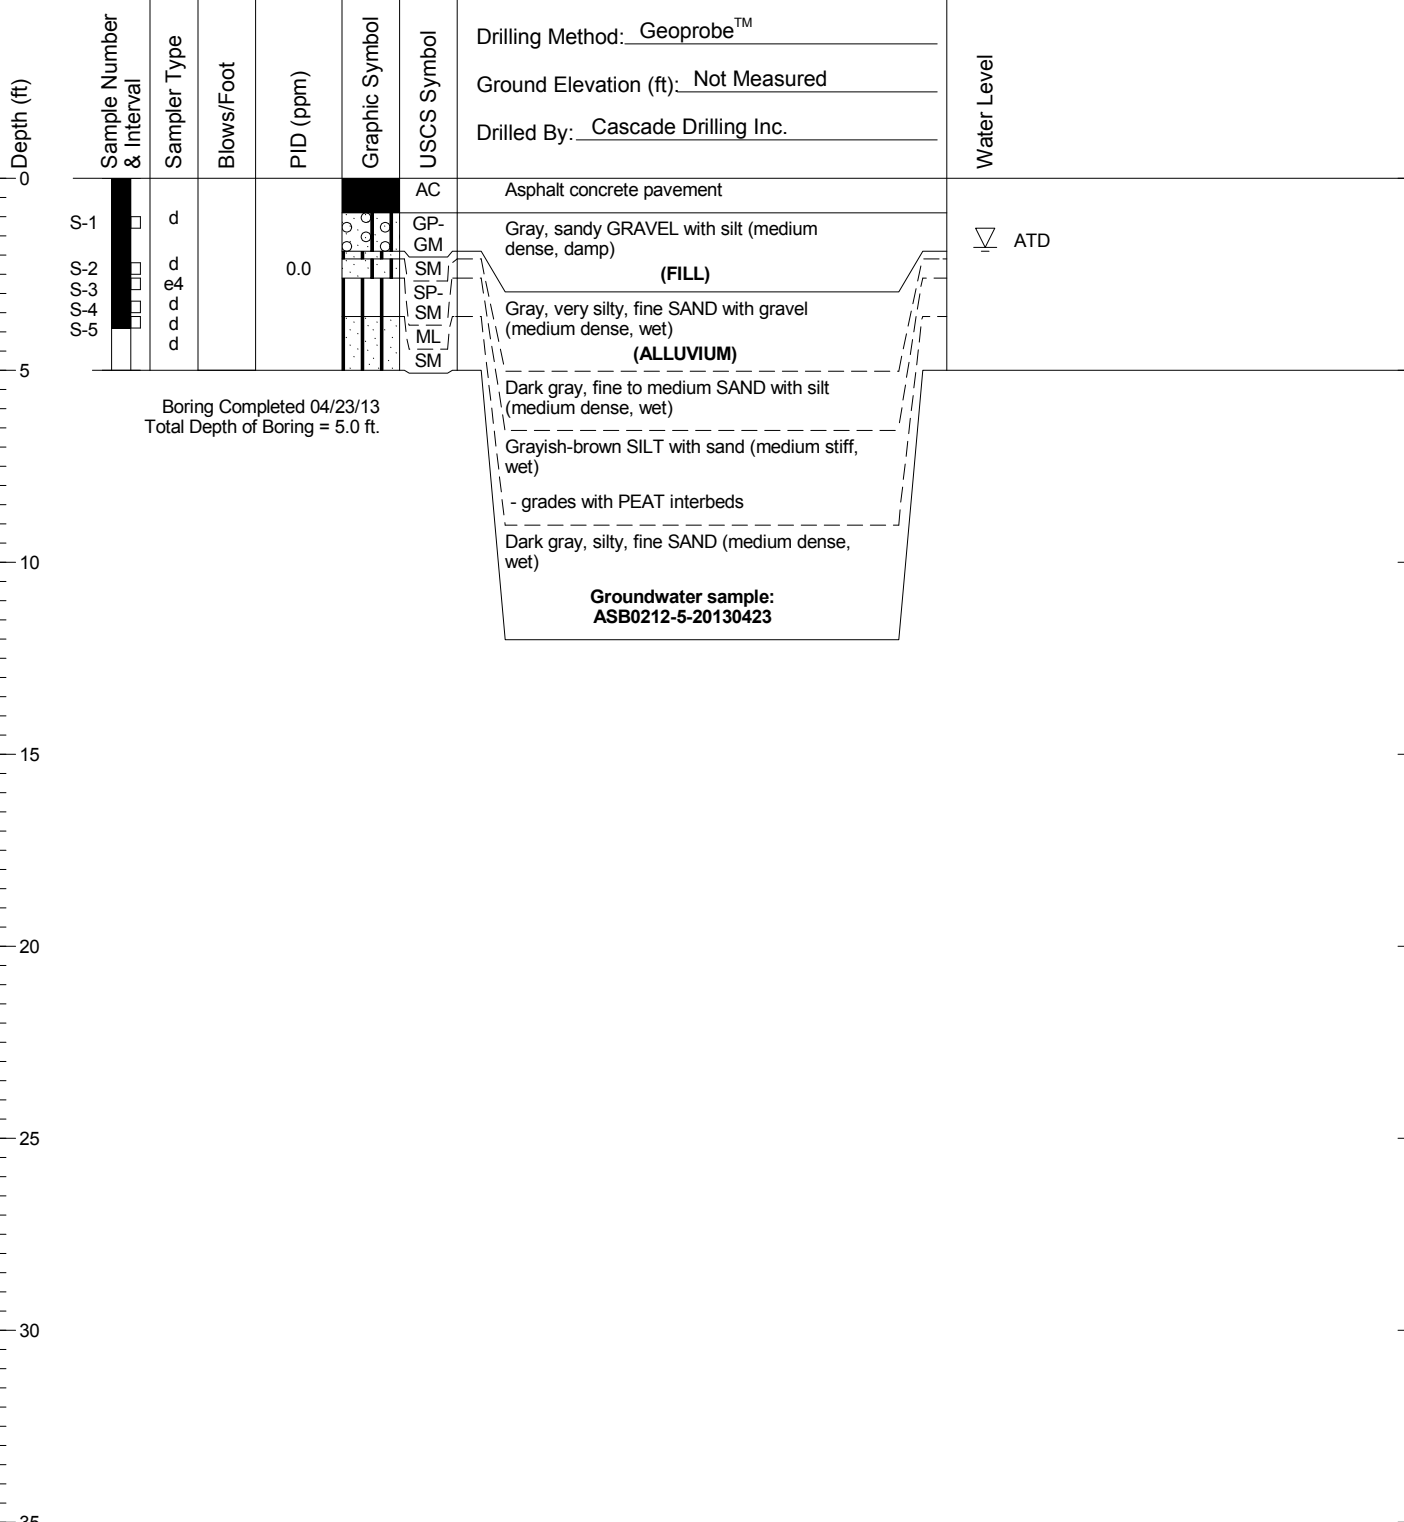 Depth (ft)
Sample Number
& Interval
Sampler Type
Blows/Foot
PID (ppm)
Graphic Symbol
USCS Symbol
Drilling Method: Geoprobe™
Ground Elevation (ft): Not Measured
Drilled By: Cascade Drilling Inc.
Water Level
0
AC
Asphalt concrete pavement
S-1
d
GP-
GM
Gray, sandy GRAVEL with silt (medium
dense, damp)
(FILL)
ATD
S-2
d
0.0
SM
S-3
e4
SP-
SM
S-4
d
S-5
d
ML
d
SM
Gray, very silty, fine SAND with gravel
(medium dense, wet)
(ALLUVIUM)
5
Dark gray, fine to medium SAND with silt
(medium dense, wet)
Boring Completed 04/23/13
Total Depth of Boring = 5.0 ft.
Grayish-brown SILT with sand (medium stiff,
wet)
- grades with PEAT interbeds
Dark gray, silty, fine SAND (medium dense,
wet)
10
Groundwater sample:
ASB0212-5-20130423
15
20
25
30
35